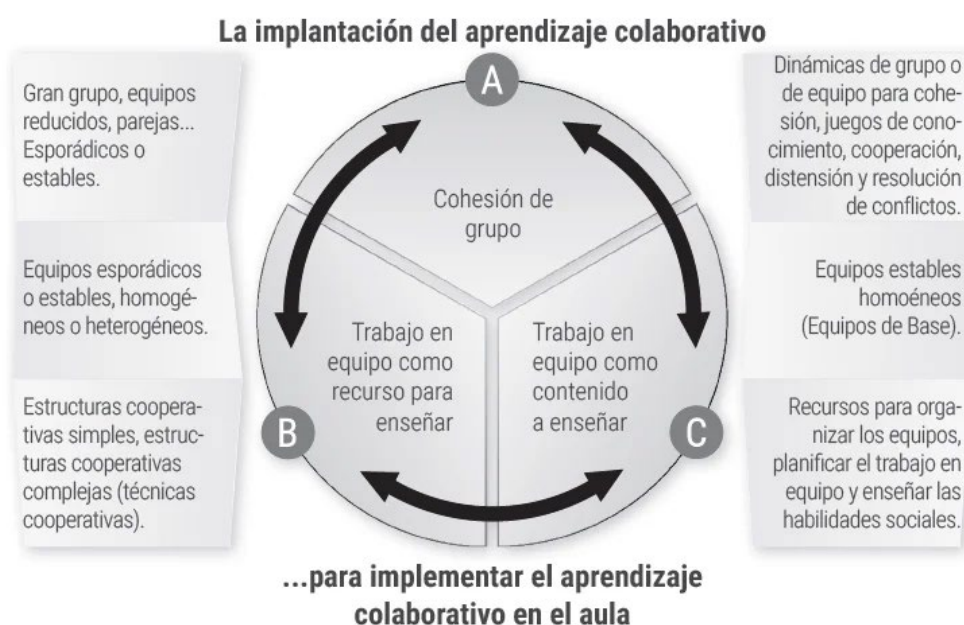 La implantación del aprendizaje colaborativo
Gran grupo, equipos
reducidos, parejas...
Esporádicos o
estables.
Equipos esporádicos
o estables, homogé-
neos o heterogéneos.
Estructuras coopera-
tivas simples, estruc-
turas cooperativas
complejas (técnicas
cooperativas).
A
Cohesión de
grupo
Trabajo en
equipo como
recurso para
enseñar
B
Trabajo en
equipo como
contenido
a enseñar
C
Dinámicas de grupo o
de equipo para cohe-
sión, juegos de cono-
cimiento, cooperación,
distensión y resolución
de conflictos.
Equipos estables
homoéneos
(Equipos de Base).
Recursos para orga-
nizar los equipos,
planificar el trabajo en
equipo y enseñar las
habilidades sociales.
...para implementar el aprendizaje
colaborativo en el aula